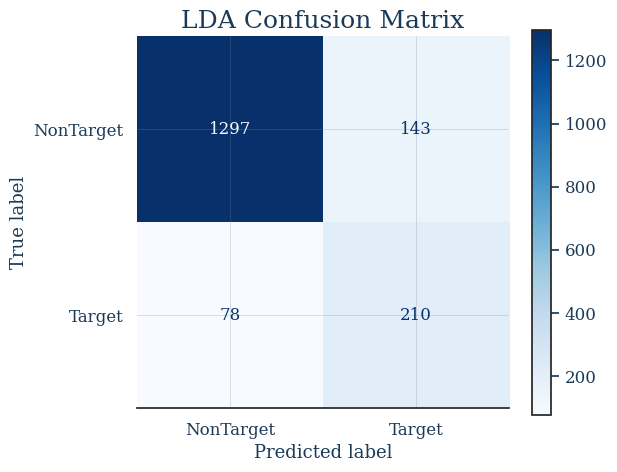 LDA Confusion Matrix
True label
NonTarget
1297
143
Target
78
210
NonTarget
Target
Predicted label
1200
1000
800
600
400
200